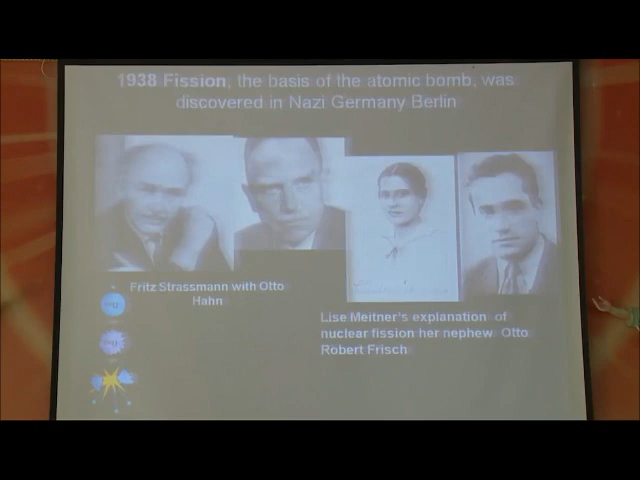 1938 Fission, the basis of the atomic bomb, was
discovered in Nazi Germany Berlin
Fritz Strassmann with Otto
Hahn
Lise Meitner's explanation of
nuclear fission her nephew Otto
Robert Frisch